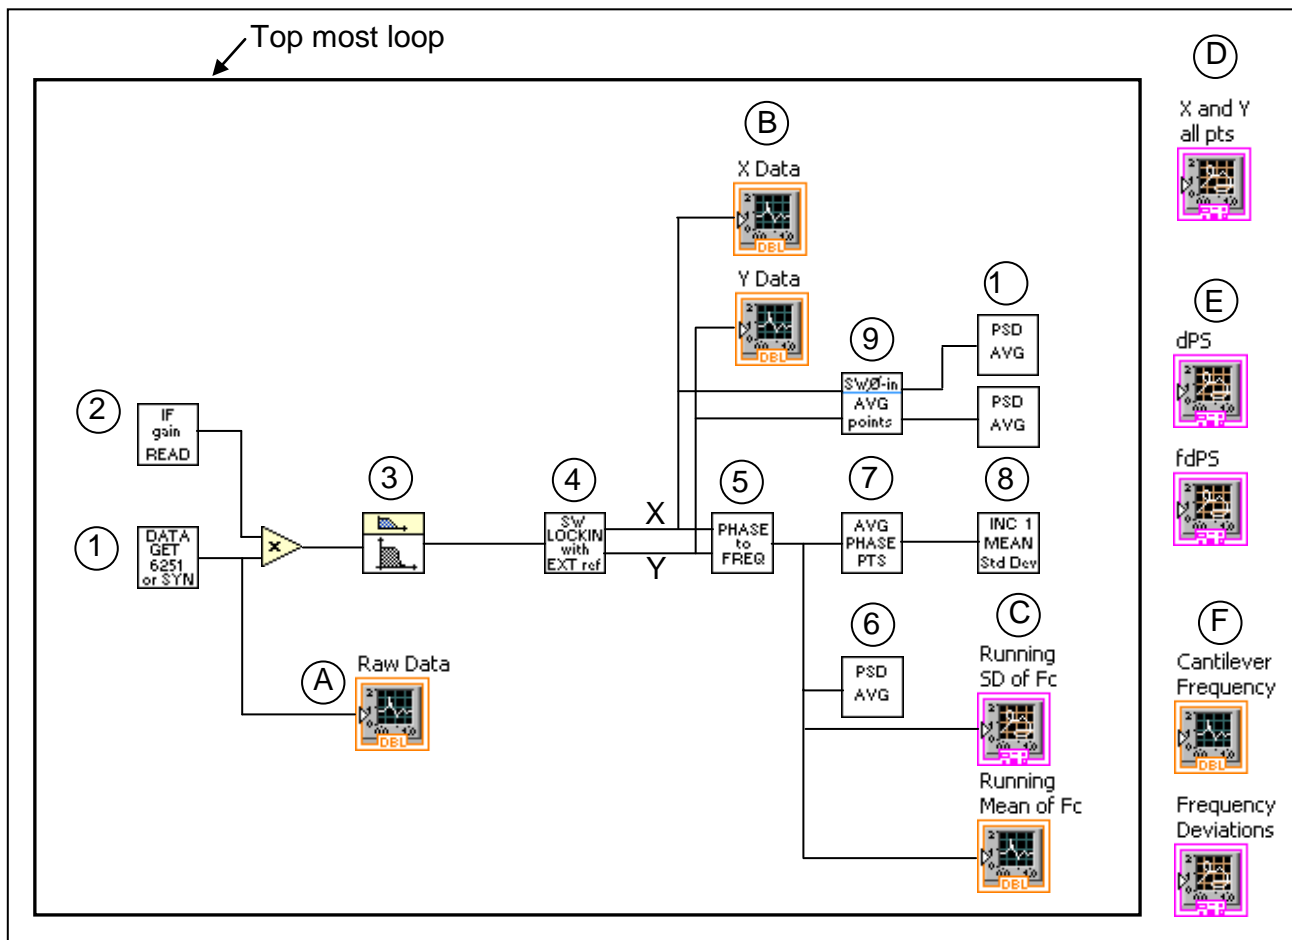 Top most loop
D
X and Y
all pts
B
X Data
DBL
Y Data
DBL
1
PSD
AVG
E
dPS
9
SW,Ø-in
AVG
points
PSD
AVG
2
IF
gain
READ
fdPS
3
4
5
7
8
SW
LOCKIN
with
EXT ref
X
Y
PHASE
to
FREQ
AVG
PHASE
PTS
INC 1
MEAN
Std Dev
1
DATA
GET
6251
or SYN
x
6
PSD
AVG
C
Running
SD of Fc
F
Cantilever
Frequency
DBL
A
Raw Data
DBL
Running
Mean of Fc
DBL
Frequency
Deviations